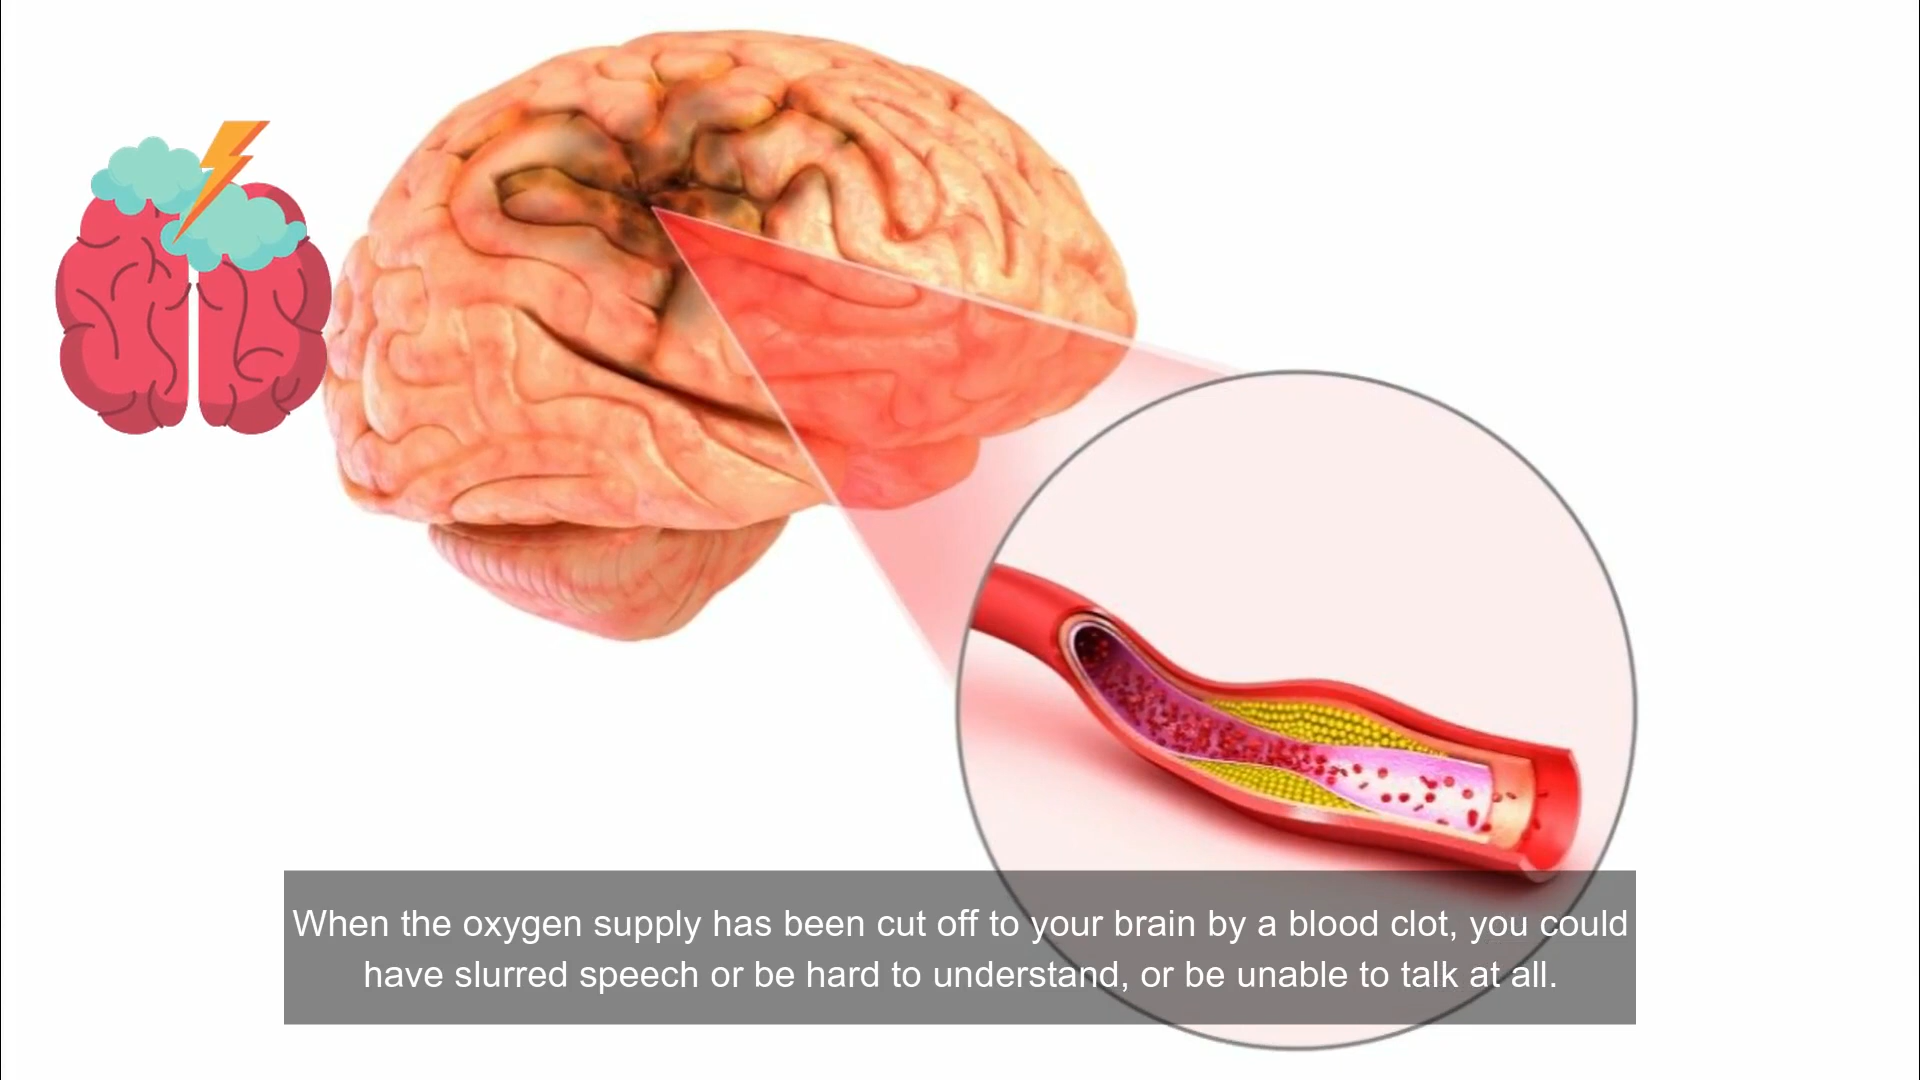 When the oxygen supply has been cut off to your brain by a blood clot, you could
have slurred speech or be hard to understand, or be unable to talk at all.